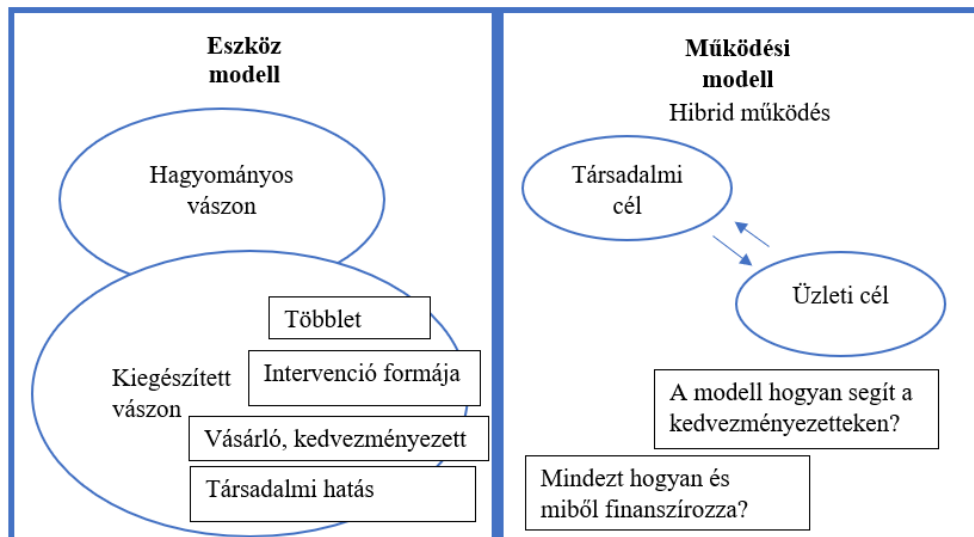 Eszköz
modell
Hagyományos
vászon
Többlet
Intervenció formája
Kiegészített
vászon
Vásárló, kedvezményezett
Társadalmi hatás
Működési
modell
Hibrid működés
Társadalmi
cél
Üzleti cél
A modell hogyan segít a
kedvezményezetteken?
Mindezt hogyan és
miből finanszírozza?